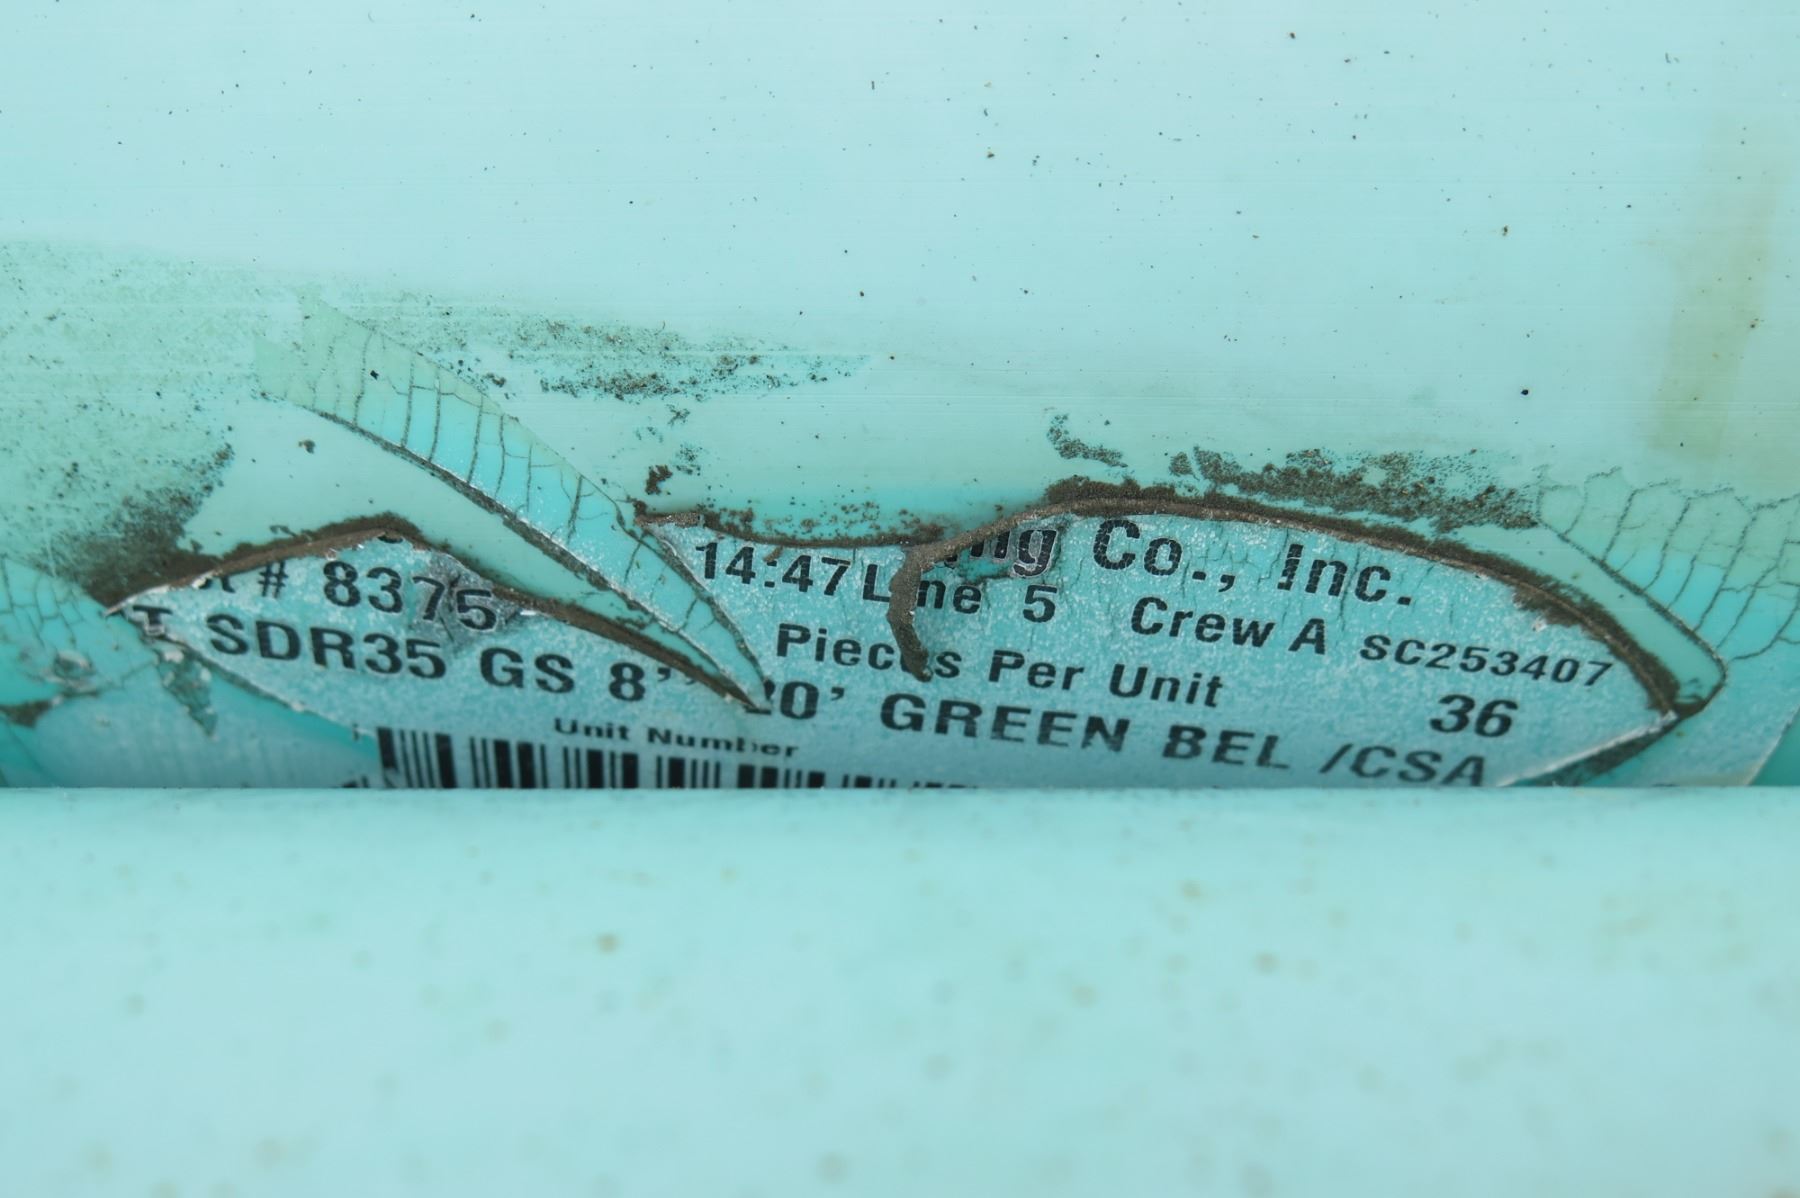 Co., Inc.
# 8375 14:47 Line 5 Crew A SC253407
Pieces Per Unit 36
SDR35 GS 8" 20' GREEN BEL /CSA
Unit Number